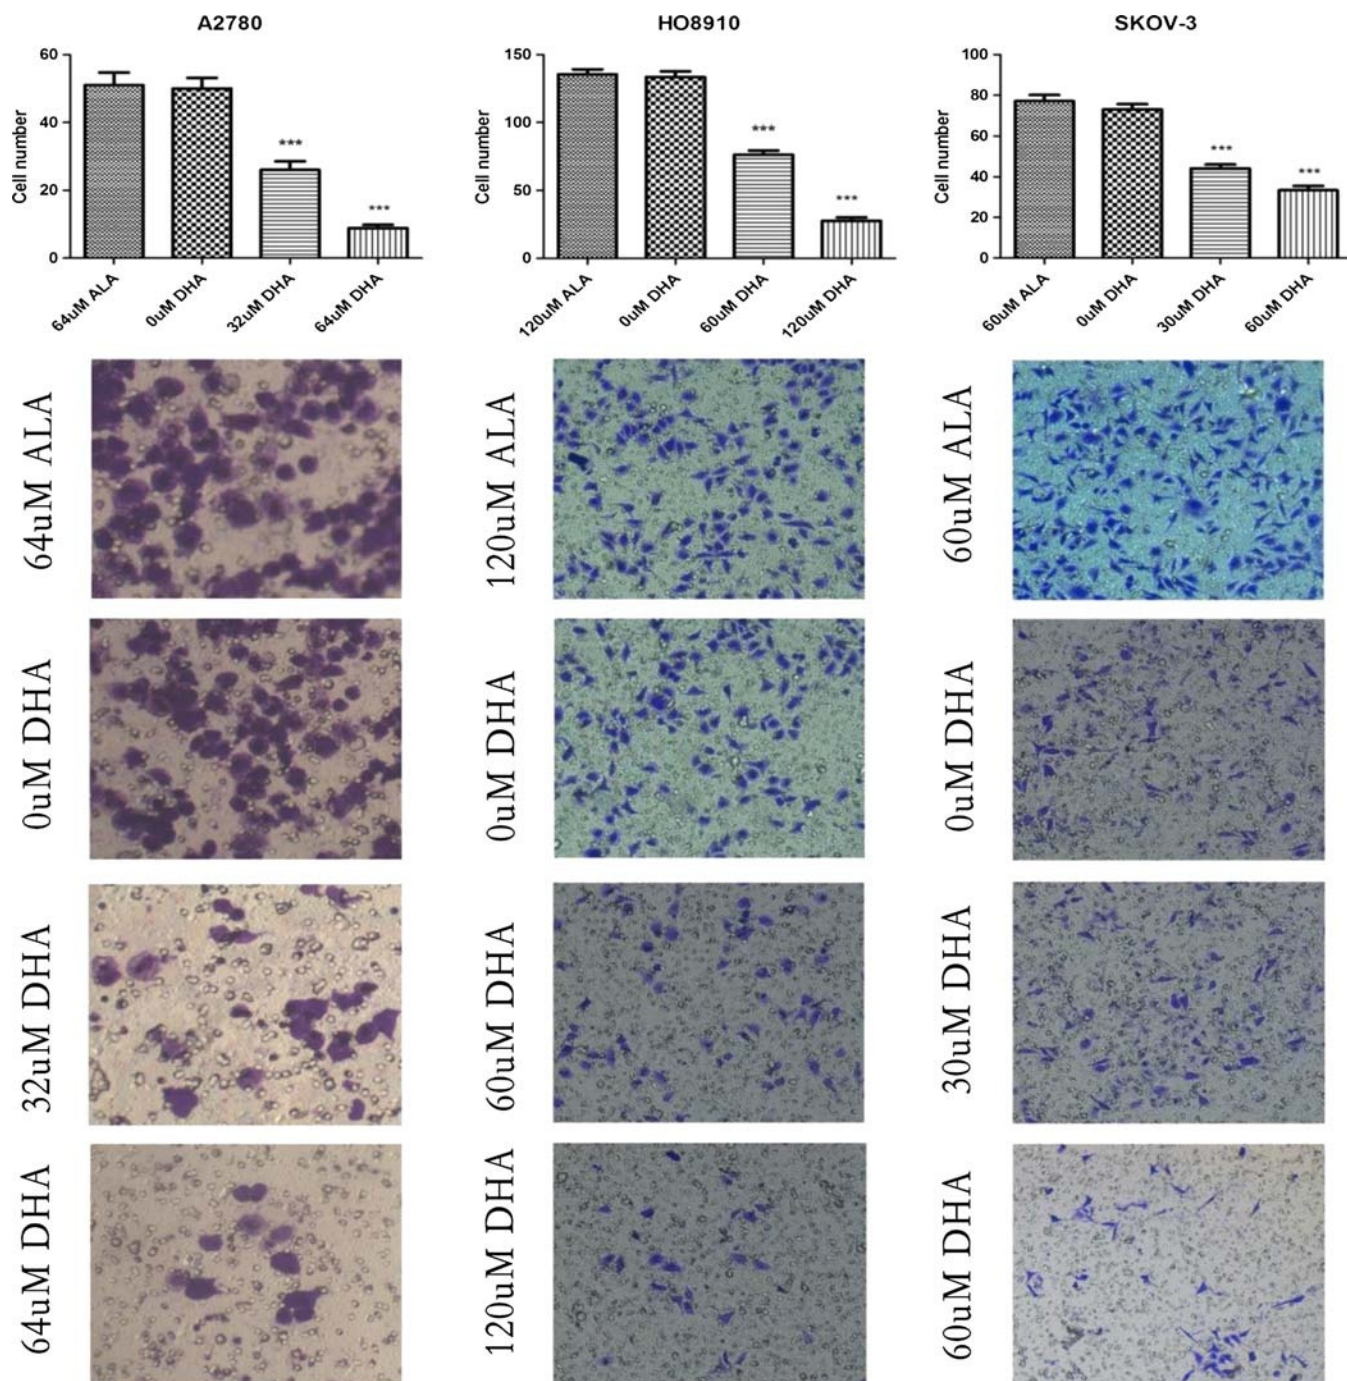 A2780
Cell number
60
40
20
0
***
***
64uM ALA
0uM DHA
32uM DHA
64uM DHA
HO8910
Cell number
150
100
50
0
***
***
120uM ALA
0uM DHA
60uM DHA
120uM DHA
SKOV-3
Cell number
100
80
60
40
20
0
***
***
60uM ALA
0uM DHA
30uM DHA
60uM DHA
64uM ALA
120uM ALA
60uM ALA
0uM DHA
0uM DHA
0uM DHA
32uM DHA
60uM DHA
30uM DHA
64uM DHA
120uM DHA
60uM DHA